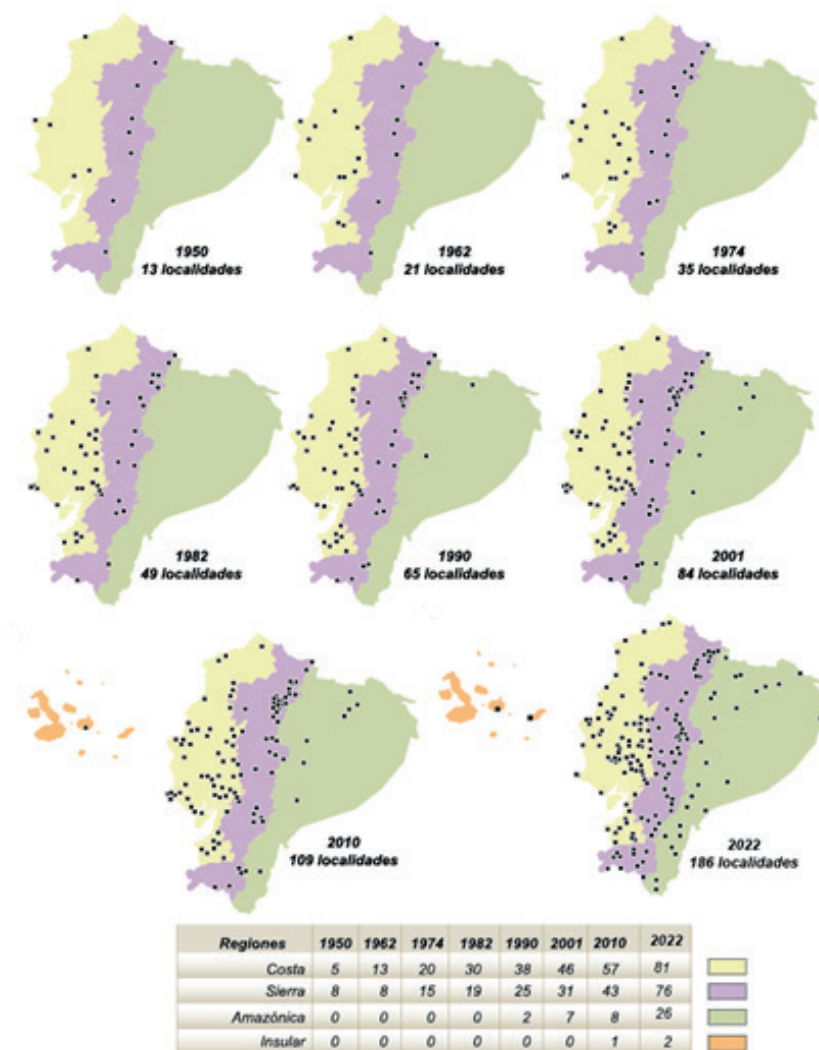 1950
13 localidades
1962
21 localidades
1974
35 localidades
1982
49 localidades
1990
65 localidades
2001
84 localidades
2010
109 localidades
2022
186 localidades
Regiones 1950 1962 1974 1982 1990 2001 2010 2022
Costa 5 13 20 30 38 46 57 81
Sierra 8 8 15 19 25 31 43 76
Amazónica 0 0 0 0 2 7 8 26
Insular 0 0 0 0 0 0 1 2